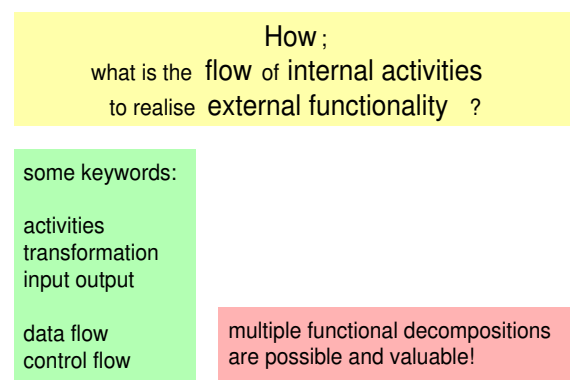 How ;
what is the flow of internal activities
to realise external functionality ?
some keywords:
activities
transformation
input output
data flow
control flow
multiple functional decompositions
are possible and valuable!